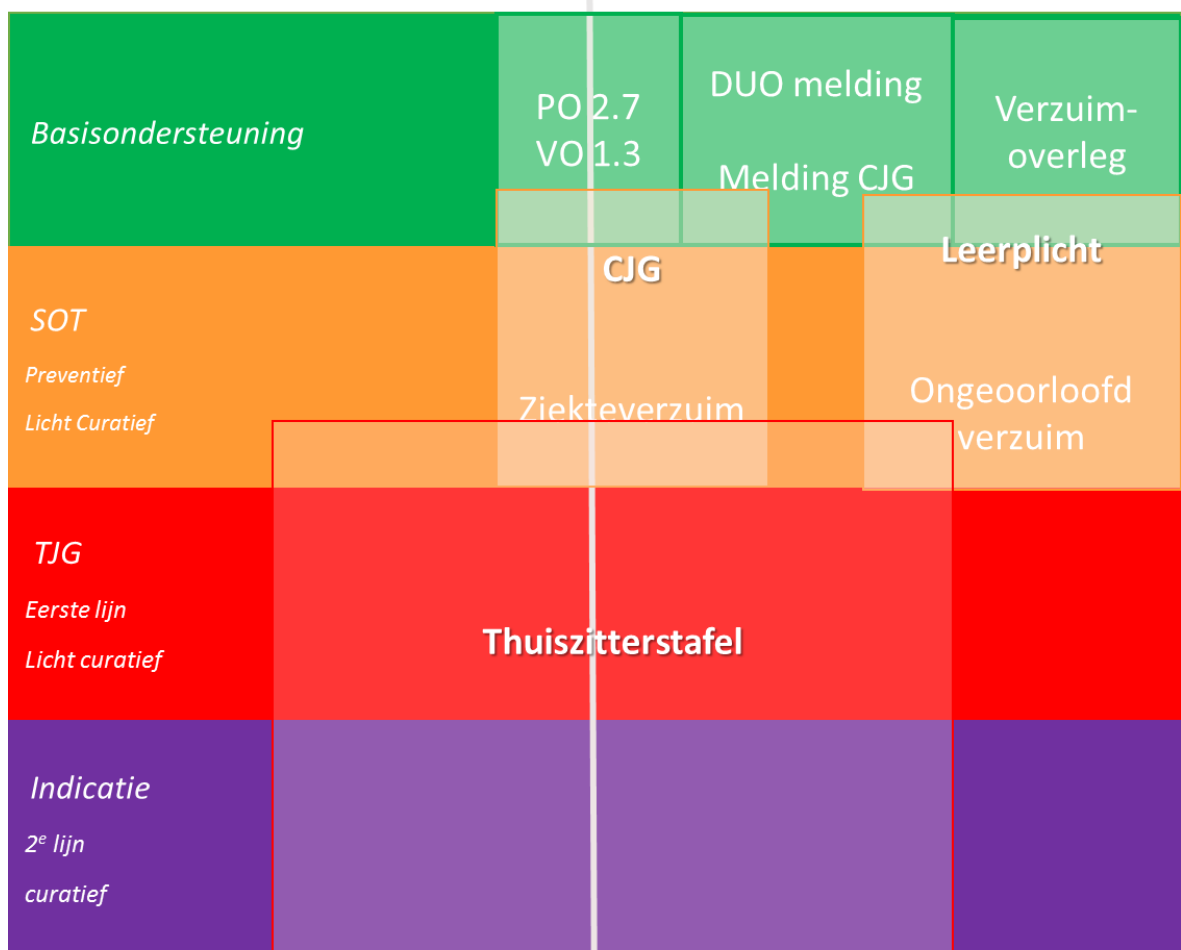 Basisondersteuning
PO 2.7
VO 1.3
DUO melding
Melding CJG
Verzuim-
overleg
SOT
Preventief
Licht Curatief
CJG
Ziekteverzuim
Leerplicht
Ongeoorloofd
verzuim
TJG
Eerste lijn
Licht curatief
Thuiszitterstafel
Indicatie
2e lijn
curatief